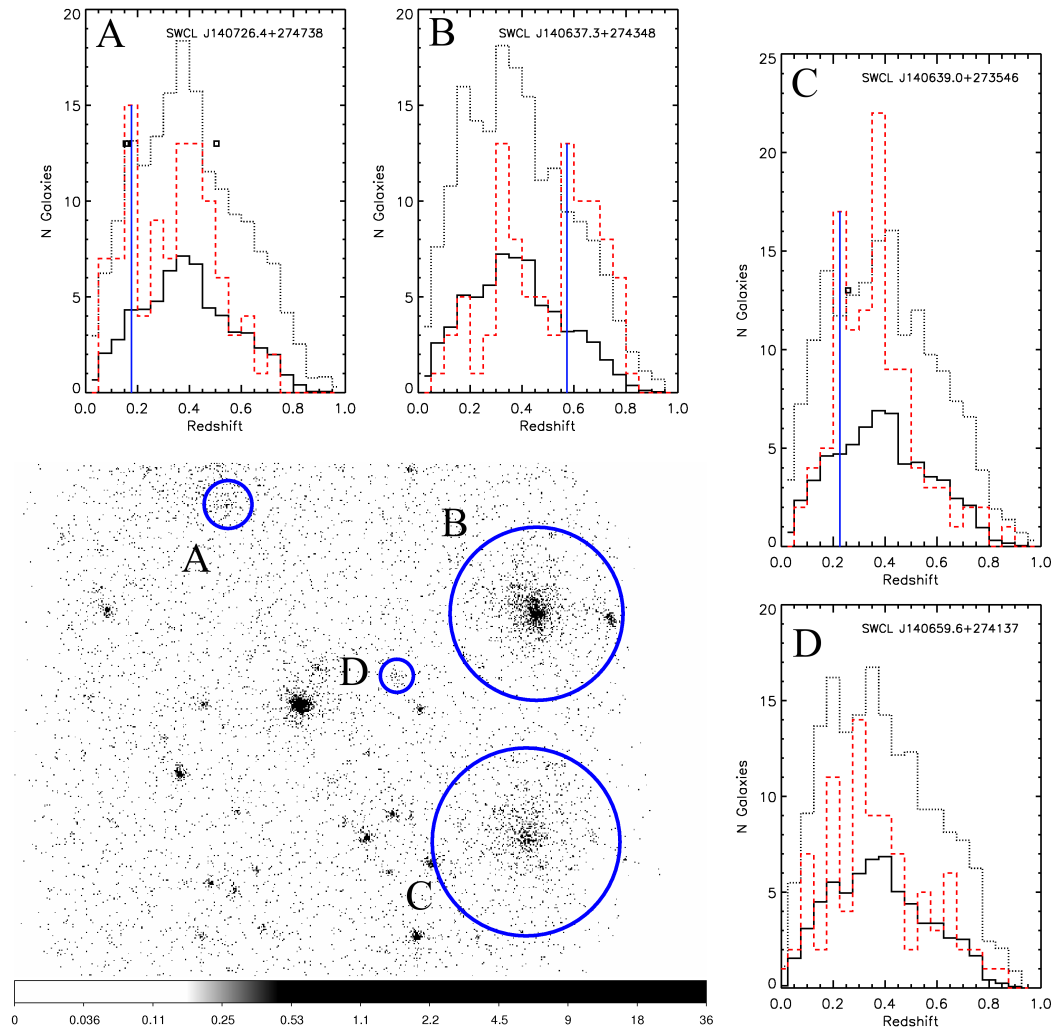 A
SWCL J140726.4+274738
20
15
10
5
0
N Galaxies
0.0 0.2 0.4 0.6 0.8 1.0
Redshift
B
SWCL J140637.3+274348
20
15
10
5
0
N Galaxies
0.0 0.2 0.4 0.6 0.8 1.0
Redshift
C
SWCL J140639.0+273546
25
20
15
10
5
0
N Galaxies
0.0 0.2 0.4 0.6 0.8 1.0
Redshift
A
B
D
C
0 0.036 0.11 0.25 0.53 1.1 2.2 4.5 9 18 36
D
SWCL J140659.6+274137
20
15
10
5
0
N Galaxies
0.0 0.2 0.4 0.6 0.8 1.0
Redshift